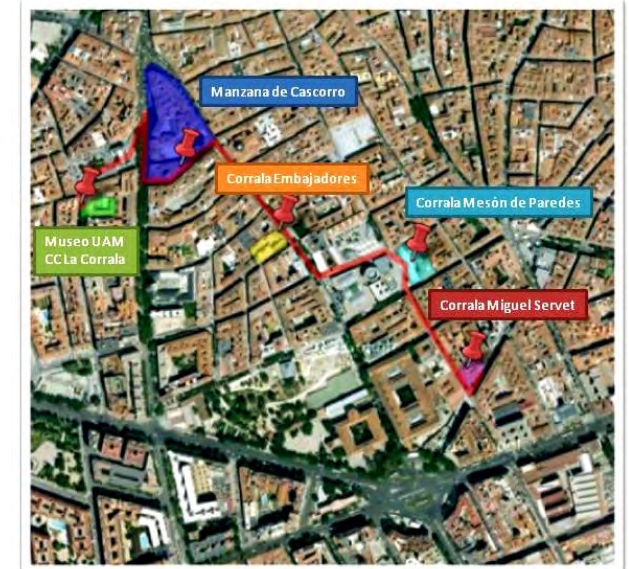 Manzana de Cascorro
Corrala Embajadores
Corrala Mesón de Paredes
Museo UAM
CC La Corrala
Corrala Miguel Servet